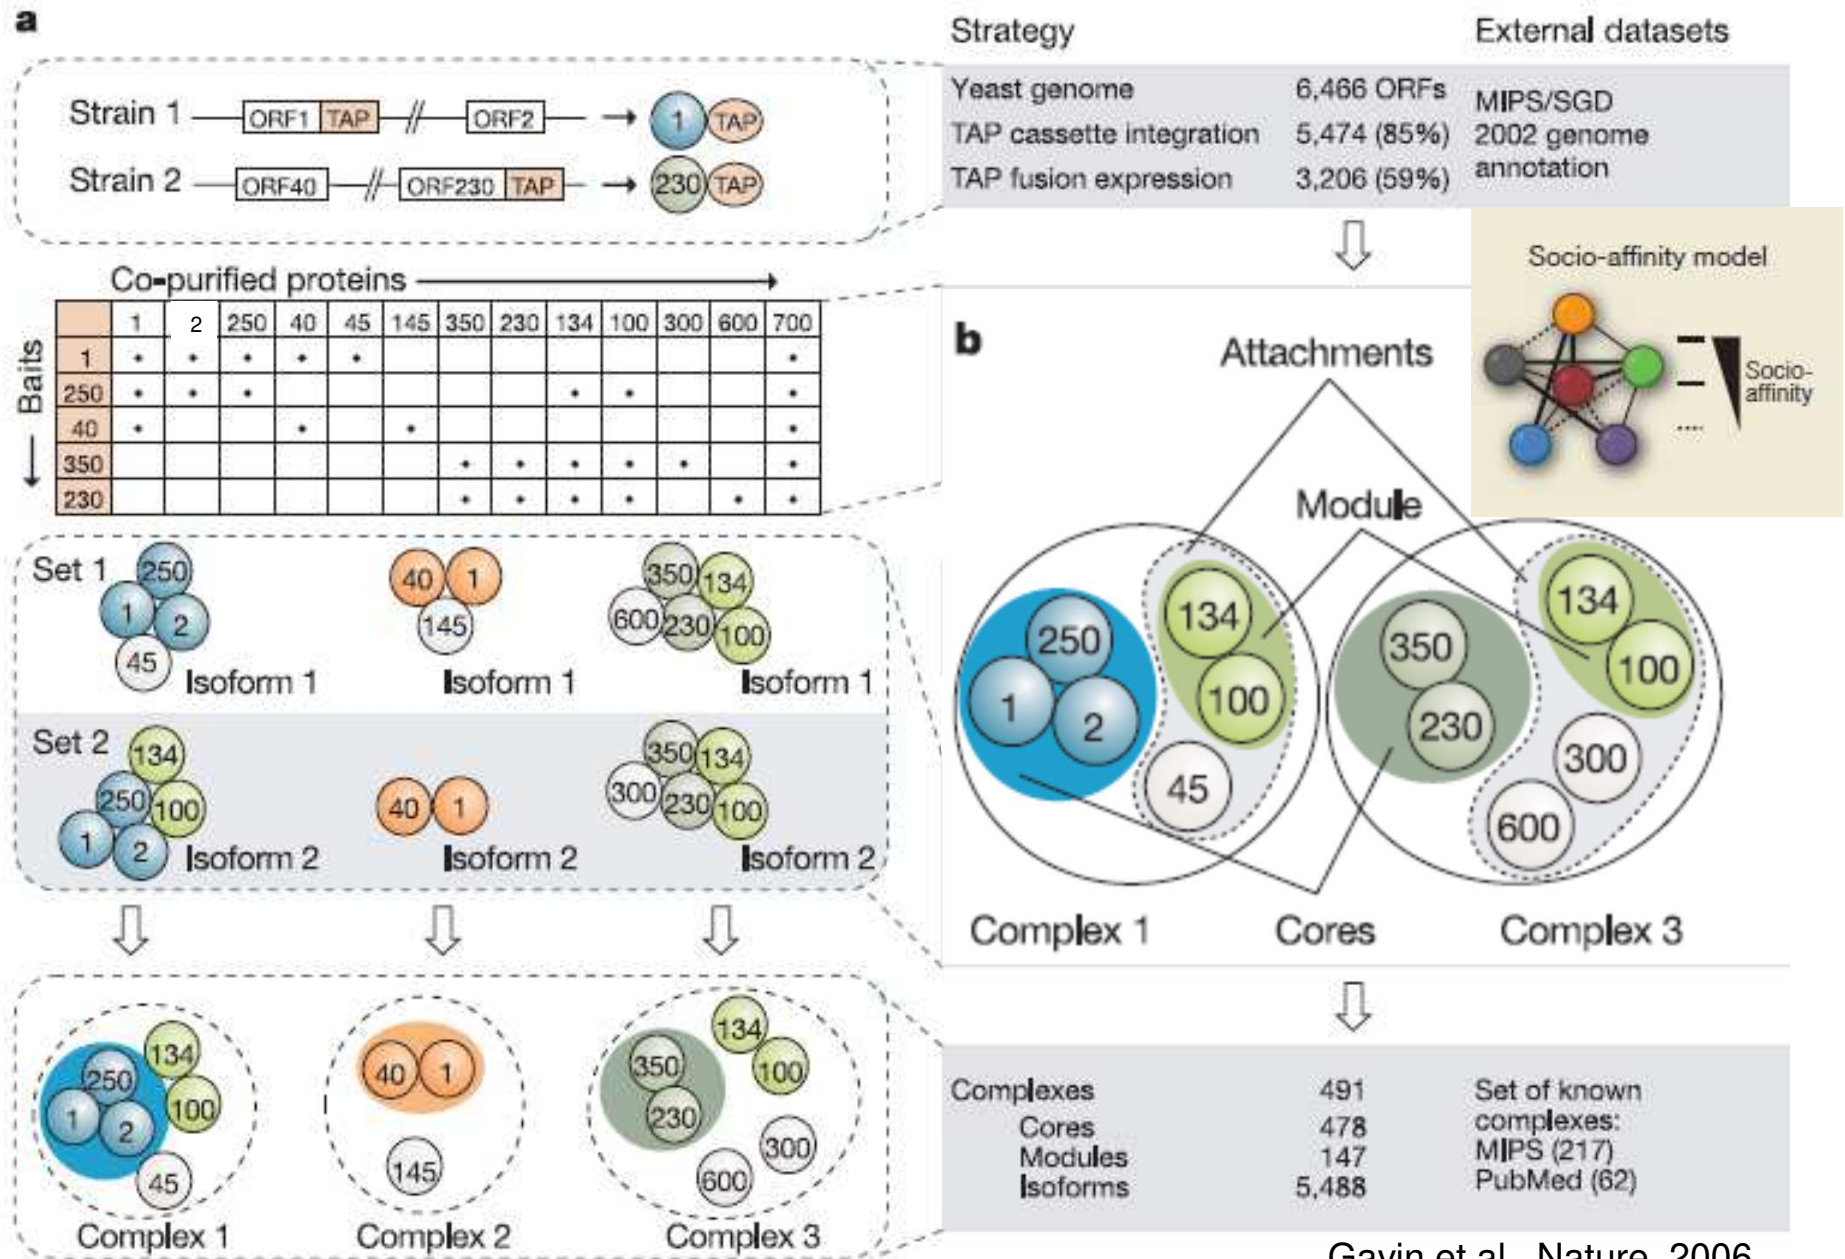 a
Strain 1
ORF1 TAP // ORF2
1 TAP
Strain 2
ORF40 // ORF230 TAP
230 TAP
Co-purified proteins
Baits
1 2 250 40 45 145 350 230 134 100 300 600 700
1
250
40
350
230
Set 1
250
1
2
45
Isoform 1
40 1
145
Isoform 1
350 134
600 230 100
Isoform 1
Set 2
134
250 100
1 2
Isoform 2
40 1
Isoform 2
350 134
300 230 100
Isoform 2
134
250
100
1 2
45
Complex 1
40 1
145
Complex 2
134
350 100
230
300
600
Complex 3
Strategy
External datasets
Yeast genome 6,466 ORFs
TAP cassette integration 5,474 (85%)
TAP fusion expression 3,206 (59%)
MIPS/SGD
2002 genome
annotation
Socio-affinity model
Socio-
affinity
b
Attachments
Module
250
1 2
134
100
45
350
230
134
100
300
600
Complex 1
Cores
Complex 3
Complexes 491
Cores 478
Modules 147
Isoforms 5,488
Set of known
complexes:
MIPS (217)
PubMed (62)
Gavin et al., Nature, 2006